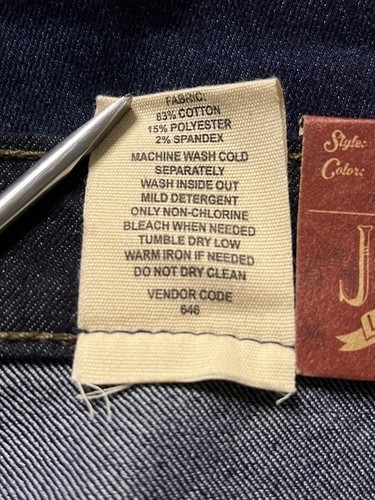 FABRIC:
83% COTTON
15% POLYESTER
2% SPANDEX
MACHINE WASH COLD
SEPARATELY
WASH INSIDE OUT
MILD DETERGENT
ONLY NON-CHLORINE
BLEACH WHEN NEEDED
TUMBLE DRY LOW
WARM IRON IF NEEDED
DO NOT DRY CLEAN
VENDOR CODE
646
Style:
Color:
J